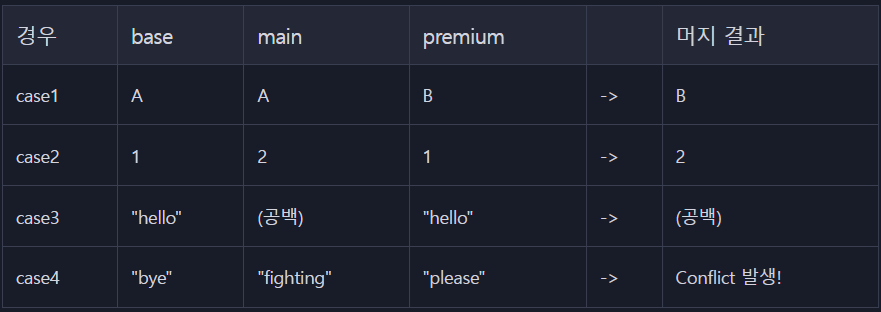 경우 base main premium 머지 결과
case1 A A B -> B
case2 1 2 1 -> 2
case3 "hello" (공백) "hello" -> (공백)
case4 "bye" "fighting" "please" -> Conflict 발생!